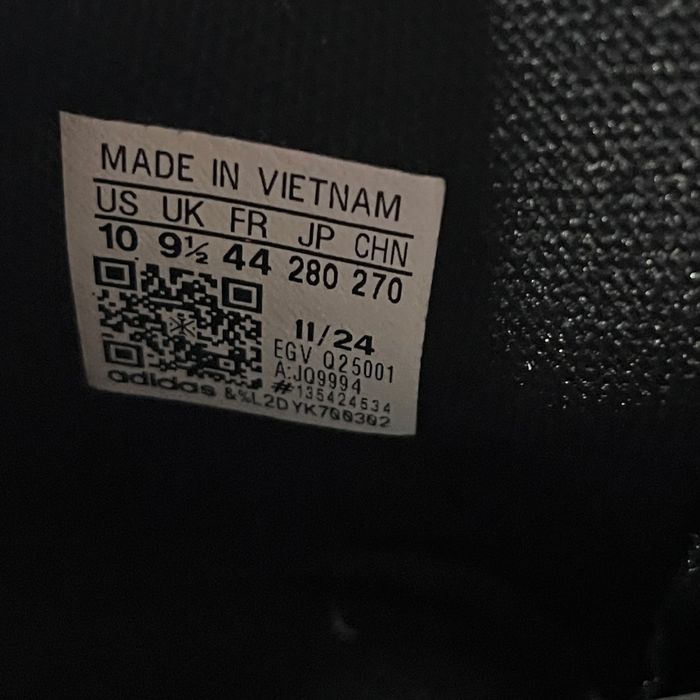 MADE IN VIETNAM
US UK FR JP CHN
10 9½ 44 280 270
11/24
EGV Q25001
A:JQ9994
#135424534
adidas &%L2DYK700302